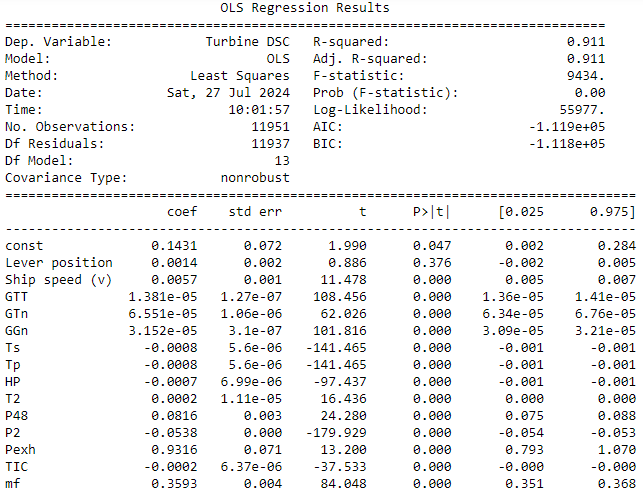 OLS Regression Results
==============================================================================
Dep. Variable: Turbine DSC R-squared: 0.911
Model: OLS Adj. R-squared: 0.911
Method: Least Squares F-statistic: 9434.
Date: Sat, 27 Jul 2024 Prob (F-statistic): 0.00
Time: 10:01:57 Log-Likelihood: 55977.
No. Observations: 11951 AIC: -1.119e+05
Df Residuals: 11937 BIC: -1.118e+05
Df Model: 13
Covariance Type: nonrobust
==================================================================================
coef std err t P>|t| [0.025 0.975]
----------------------------------------------------------------------------------
const 0.1431 0.072 1.990 0.047 0.002 0.284
Lever position 0.0014 0.002 0.886 0.376 -0.002 0.005
Ship speed (v) 0.0057 0.001 11.478 0.000 0.005 0.007
GTT 1.381e-05 1.27e-07 108.456 0.000 1.36e-05 1.41e-05
GTn 6.551e-05 1.06e-06 62.026 0.000 6.34e-05 6.76e-05
GGn 3.152e-05 3.1e-07 101.816 0.000 3.09e-05 3.21e-05
Ts -0.0008 5.6e-06 -141.465 0.000 -0.001 -0.001
Tp -0.0008 5.6e-06 -141.465 0.000 -0.001 -0.001
HP -0.0007 6.99e-06 -97.437 0.000 -0.001 -0.001
T2 0.0002 1.11e-05 16.436 0.000 0.000 0.000
P48 0.0816 0.003 24.280 0.000 0.075 0.088
P2 -0.0538 0.000 -179.929 0.000 -0.054 -0.053
Pexh 0.9316 0.071 13.200 0.000 0.793 1.070
TIC -0.0002 6.37e-06 -37.533 0.000 -0.000 -0.000
mf 0.3593 0.004 84.048 0.000 0.351 0.368